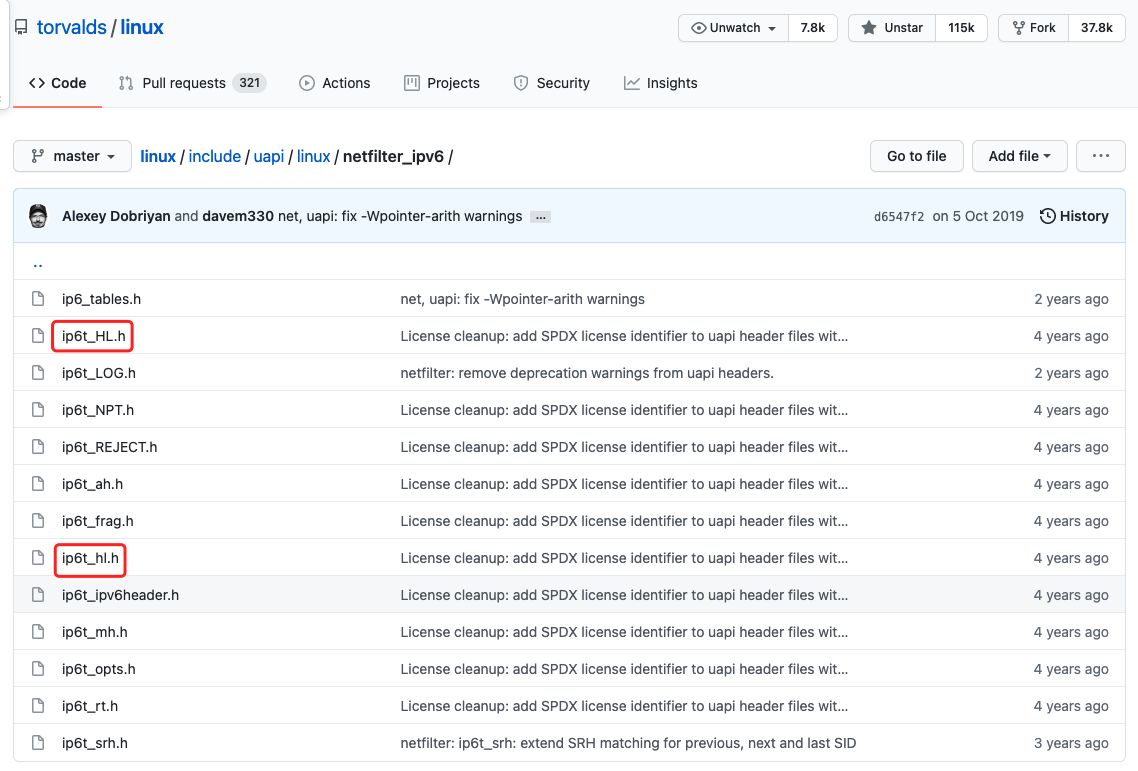 torvalds / linux
Unwatch 7.8k Unstar 115k Fork 37.8k
Code Pull requests 321 Actions Projects Security Insights
master linux / include / uapi / linux / netfilter_ipv6 / Go to file Add file ...
Alexey Dobriyan and davem330 net, uapi: fix -Wpointer-arith warnings ... d6547f2 on 5 Oct 2019 History
..
ip6_tables.h net, uapi: fix -Wpointer-arith warnings 2 years ago
ip6t_HL.h License cleanup: add SPDX license identifier to uapi header files wit... 4 years ago
ip6t_LOG.h netfilter: remove deprecation warnings from uapi headers. 2 years ago
ip6t_NPT.h License cleanup: add SPDX license identifier to uapi header files wit... 4 years ago
ip6t_REJECT.h License cleanup: add SPDX license identifier to uapi header files wit... 4 years ago
ip6t_ah.h License cleanup: add SPDX license identifier to uapi header files wit... 4 years ago
ip6t_frag.h License cleanup: add SPDX license identifier to uapi header files wit... 4 years ago
ip6t_hl.h License cleanup: add SPDX license identifier to uapi header files wit... 4 years ago
ip6t_ipv6header.h License cleanup: add SPDX license identifier to uapi header files wit... 4 years ago
ip6t_mh.h License cleanup: add SPDX license identifier to uapi header files wit... 4 years ago
ip6t_opts.h License cleanup: add SPDX license identifier to uapi header files wit... 4 years ago
ip6t_rt.h License cleanup: add SPDX license identifier to uapi header files wit... 4 years ago
ip6t_srh.h netfilter: ip6t_srh: extend SRH matching for previous, next and last SID 3 years ago